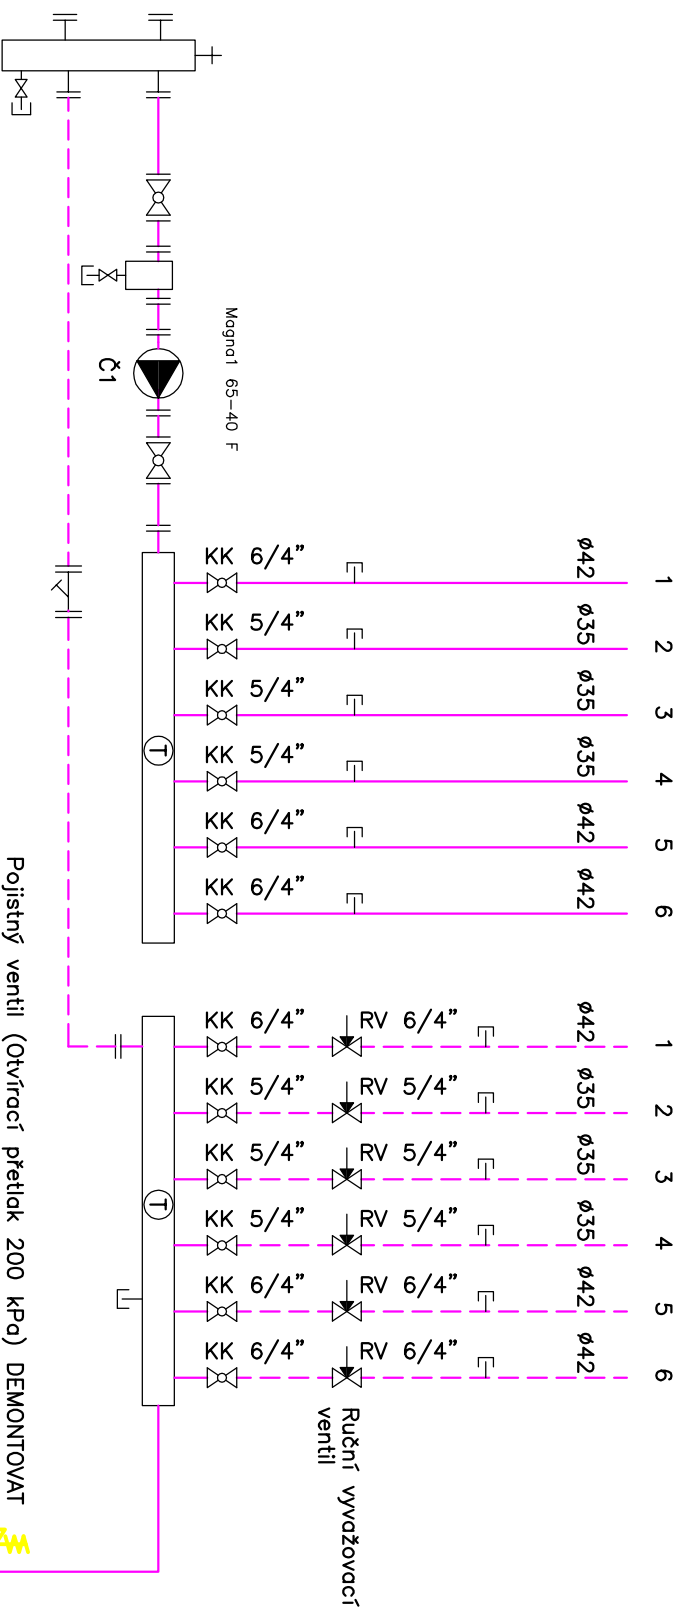 Magna1 65-40 F
Č1
KK 6/4" ø42 1
KK 5/4" ø35 2
KK 5/4" ø35 3
T
KK 5/4" ø35 4
KK 6/4" ø42 5
KK 6/4" ø42 6
KK 6/4" RV 6/4" ø42 1
KK 5/4" RV 5/4" ø35 2
KK 5/4" RV 5/4" ø35 3
T
KK 5/4" RV 5/4" ø35 4
KK 6/4" RV 6/4" ø42 5
KK 6/4" RV 6/4" ø42 6
Ruční vyvažovací
ventil
Pojistný ventil (Otvírací přetlak 200 kPa) DEMONTOVAT